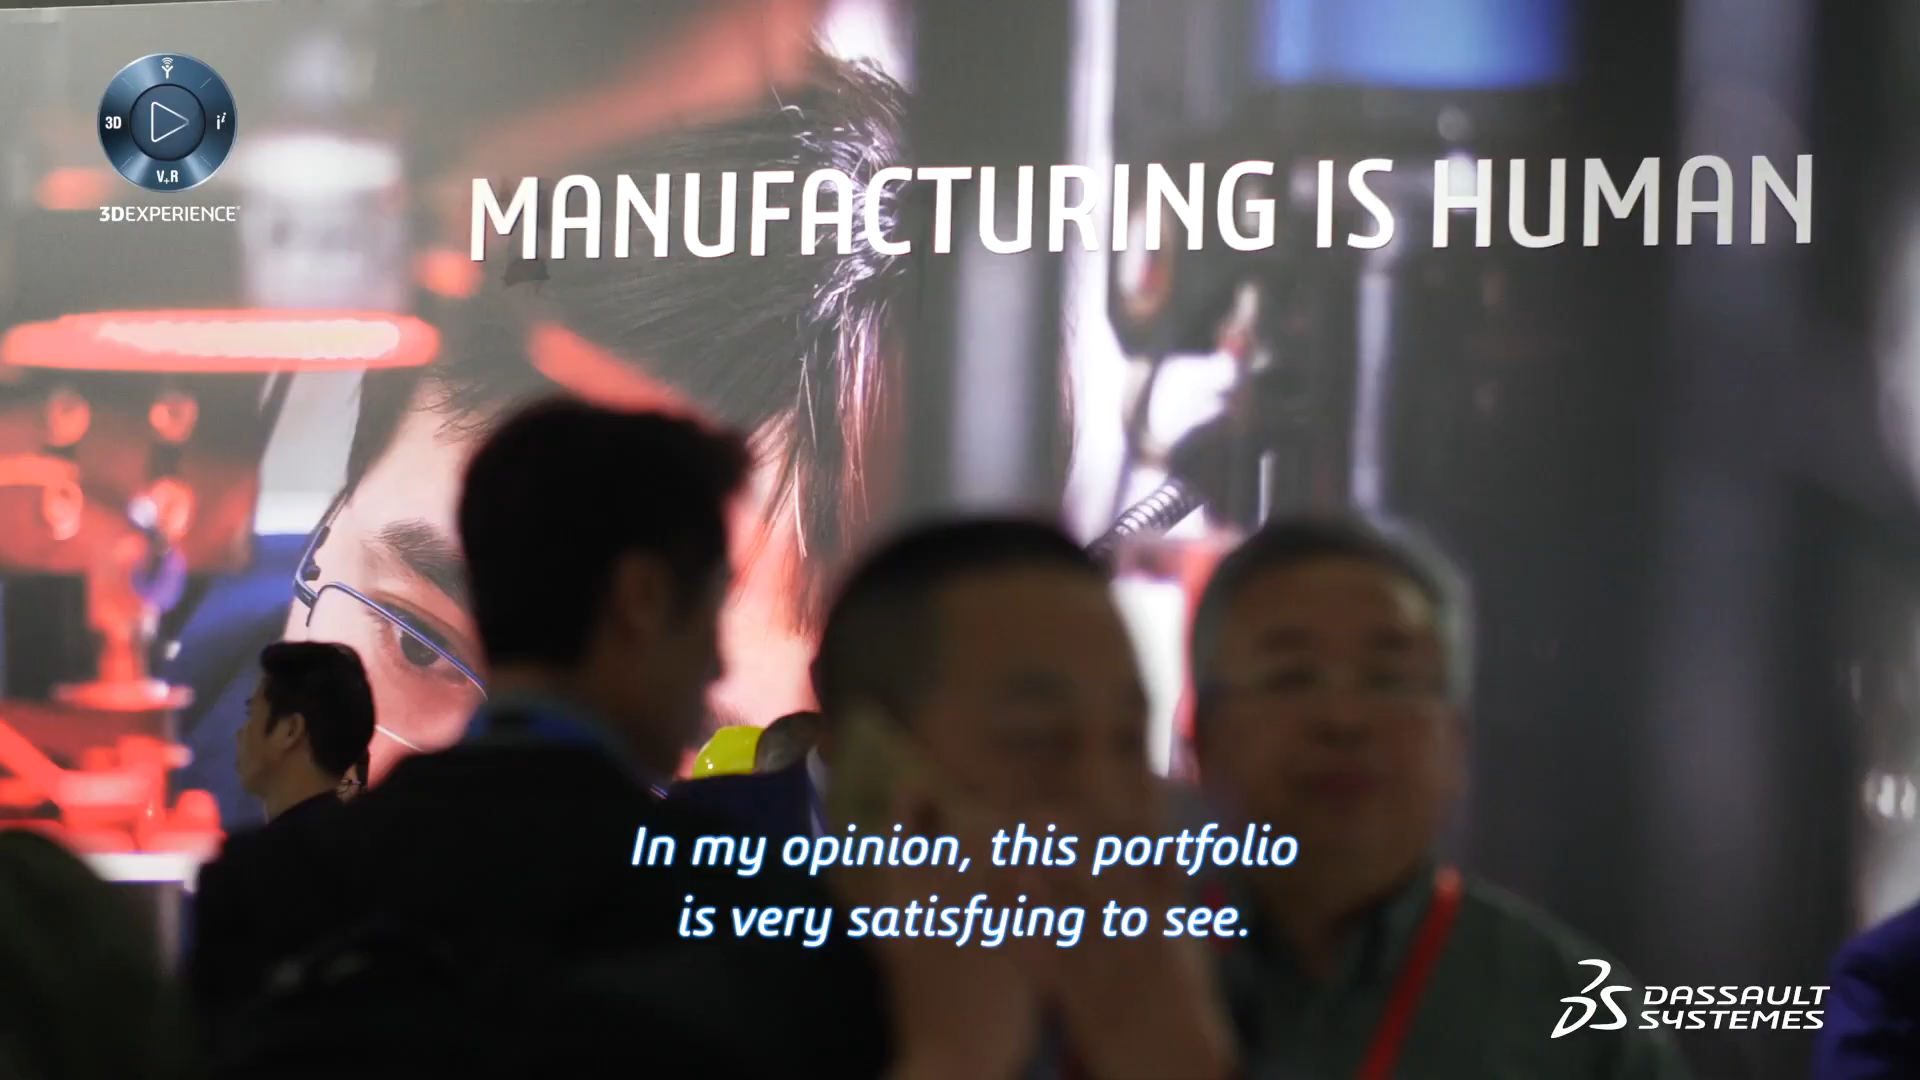 3D
i
V+R
3DEXPERIENCE
MANUFACTURING IS HUMAN
In my opinion, this portfolio
is very satisfying to see.
DASSAULT
SYSTEMES